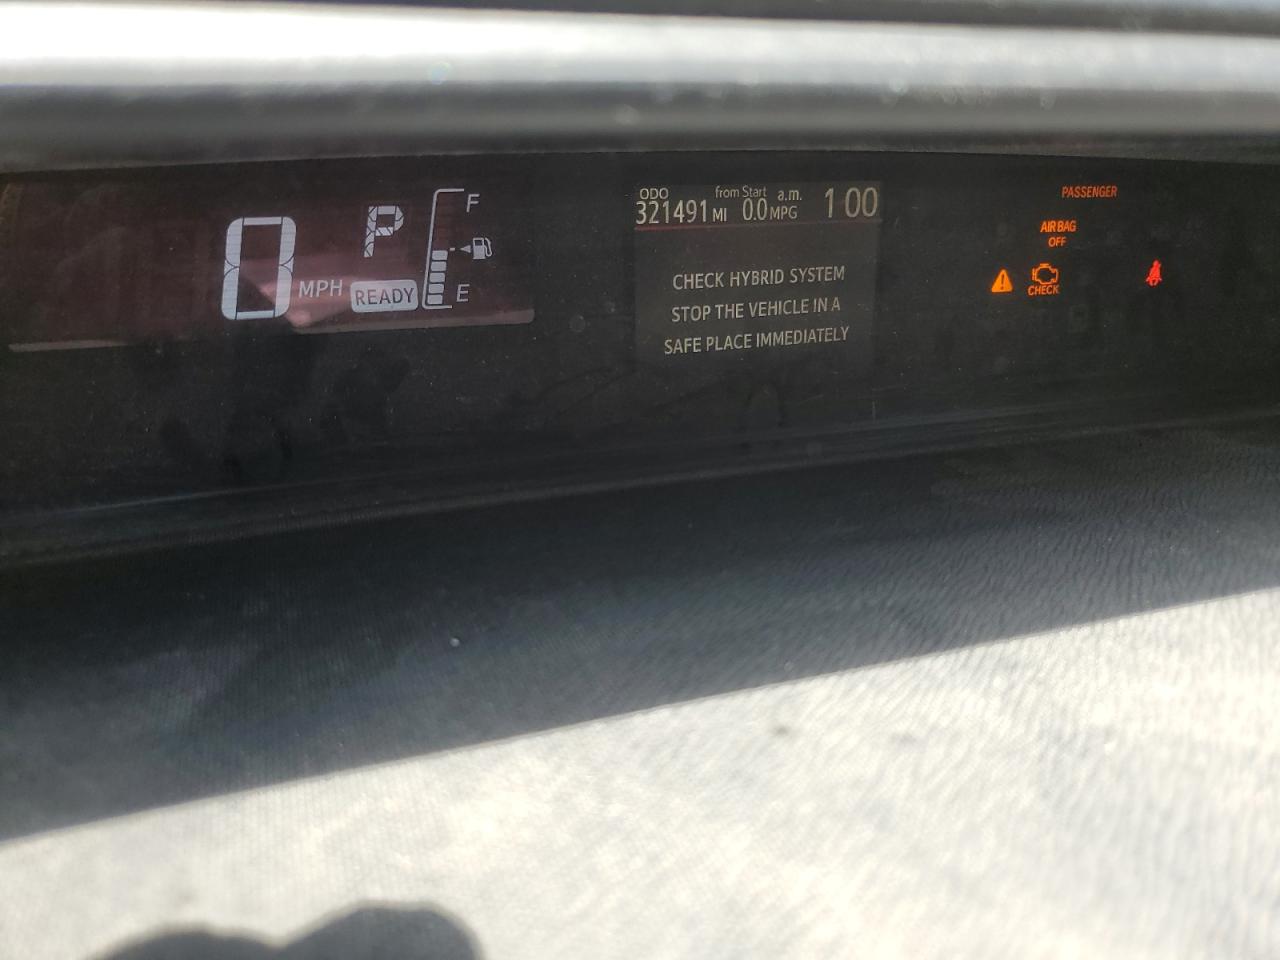 0 MPH
P
READY
F
E
ODO from Start a.m.
321491 MI 0.0 MPG 1 00
CHECK HYBRID SYSTEM
STOP THE VEHICLE IN A
SAFE PLACE IMMEDIATELY
PASSENGER
AIR BAG
OFF
CHECK